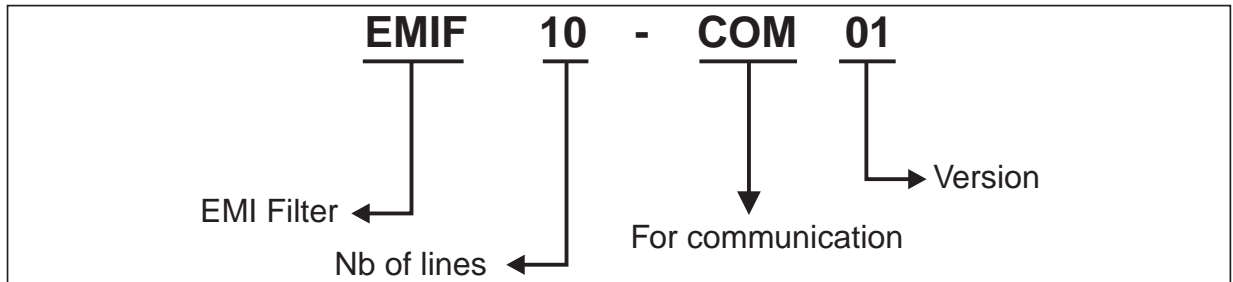 EMIF 10 - COM 01
Version
EMI Filter
For communication
Nb of lines